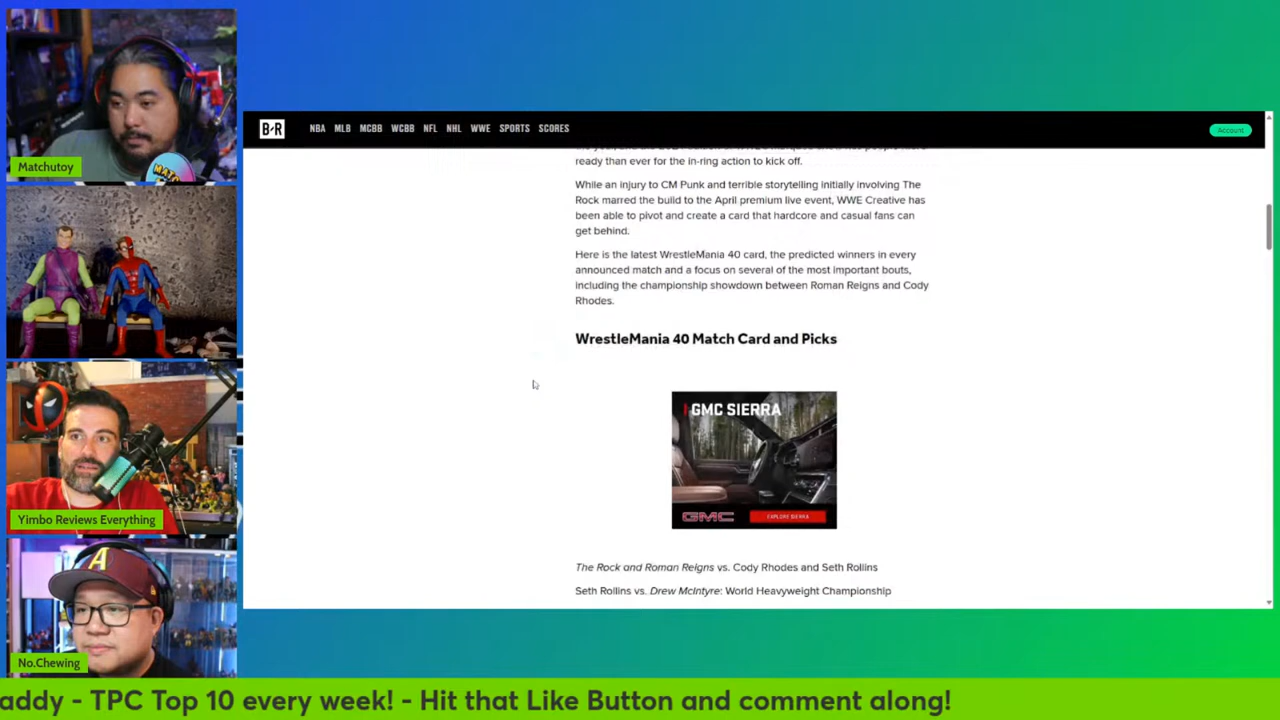 Matchutoy
Yimbo Reviews Everything
A
No.Chewing
B/R NBA MLB MCBB WCBB NFL NHL WWE SPORTS SCORES Account
ready than ever for the in-ring action to kick off.
While an injury to CM Punk and terrible storytelling initially involving The
Rock marred the build to the April premium live event, WWE Creative has
been able to pivot and create a card that hardcore and casual fans can
get behind.
Here is the latest WrestleMania 40 card, the predicted winners in every
announced match and a focus on several of the most important bouts,
including the championship showdown between Roman Reigns and Cody
Rhodes.
WrestleMania 40 Match Card and Picks
GMC SIERRA
GMC EXPLORE SIERRA
The Rock and Roman Reigns vs. Cody Rhodes and Seth Rollins
Seth Rollins vs. Drew McIntyre: World Heavyweight Championship
addy - TPC Top 10 every week! - Hit that Like Button and comment along!